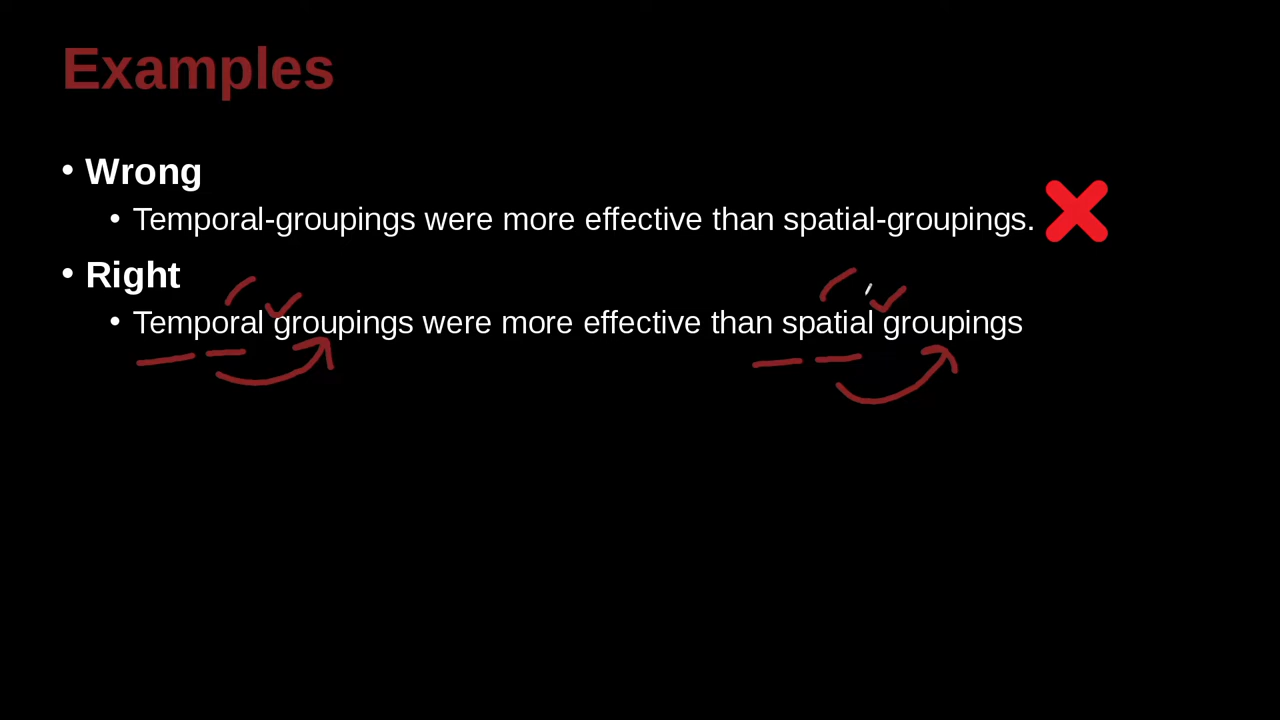 Examples
• Wrong
• Temporal-groupings were more effective than spatial-groupings.
• Right
• Temporal groupings were more effective than spatial groupings